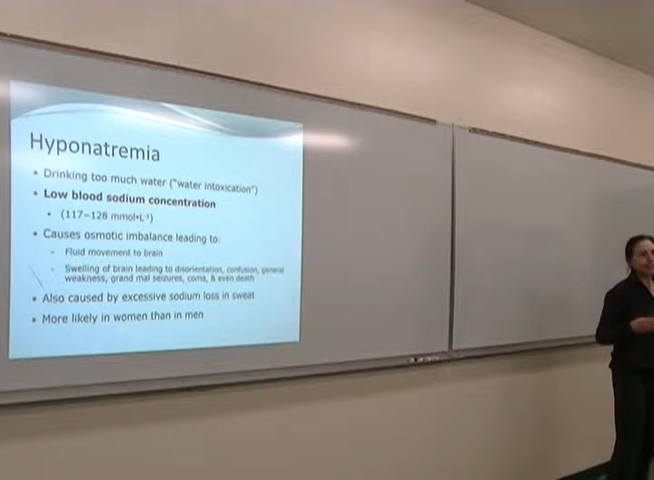 Hyponatremia
• Drinking too much water ("water intoxication")
• Low blood sodium concentration
• (117–128 mmol•L⁻¹)
• Causes osmotic imbalance leading to:
- Fluid movement to brain
- Swelling of brain leading to disorientation, confusion, general
weakness, grand mal seizures, coma, & even death
• Also caused by excessive sodium loss in sweat
• More likely in women than in men